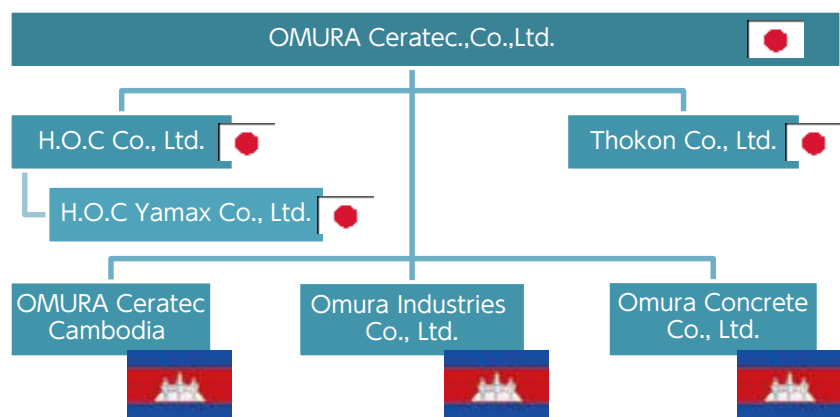 OMURA Ceratec.,Co.,Ltd.
H.O.C Co., Ltd.
Thokon Co., Ltd.
H.O.C Yamax Co., Ltd.
OMURA Ceratec
Cambodia
Omura Industries
Co., Ltd.
Omura Concrete
Co., Ltd.